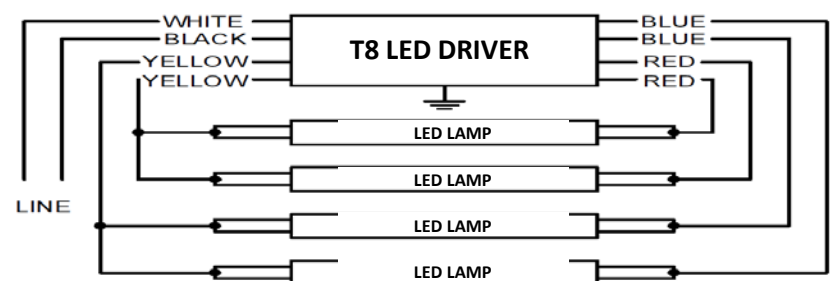 WHITE
BLACK
YELLOW
YELLOW
T8 LED DRIVER
BLUE
BLUE
RED
RED
LED LAMP
LED LAMP
LINE
LED LAMP
LED LAMP